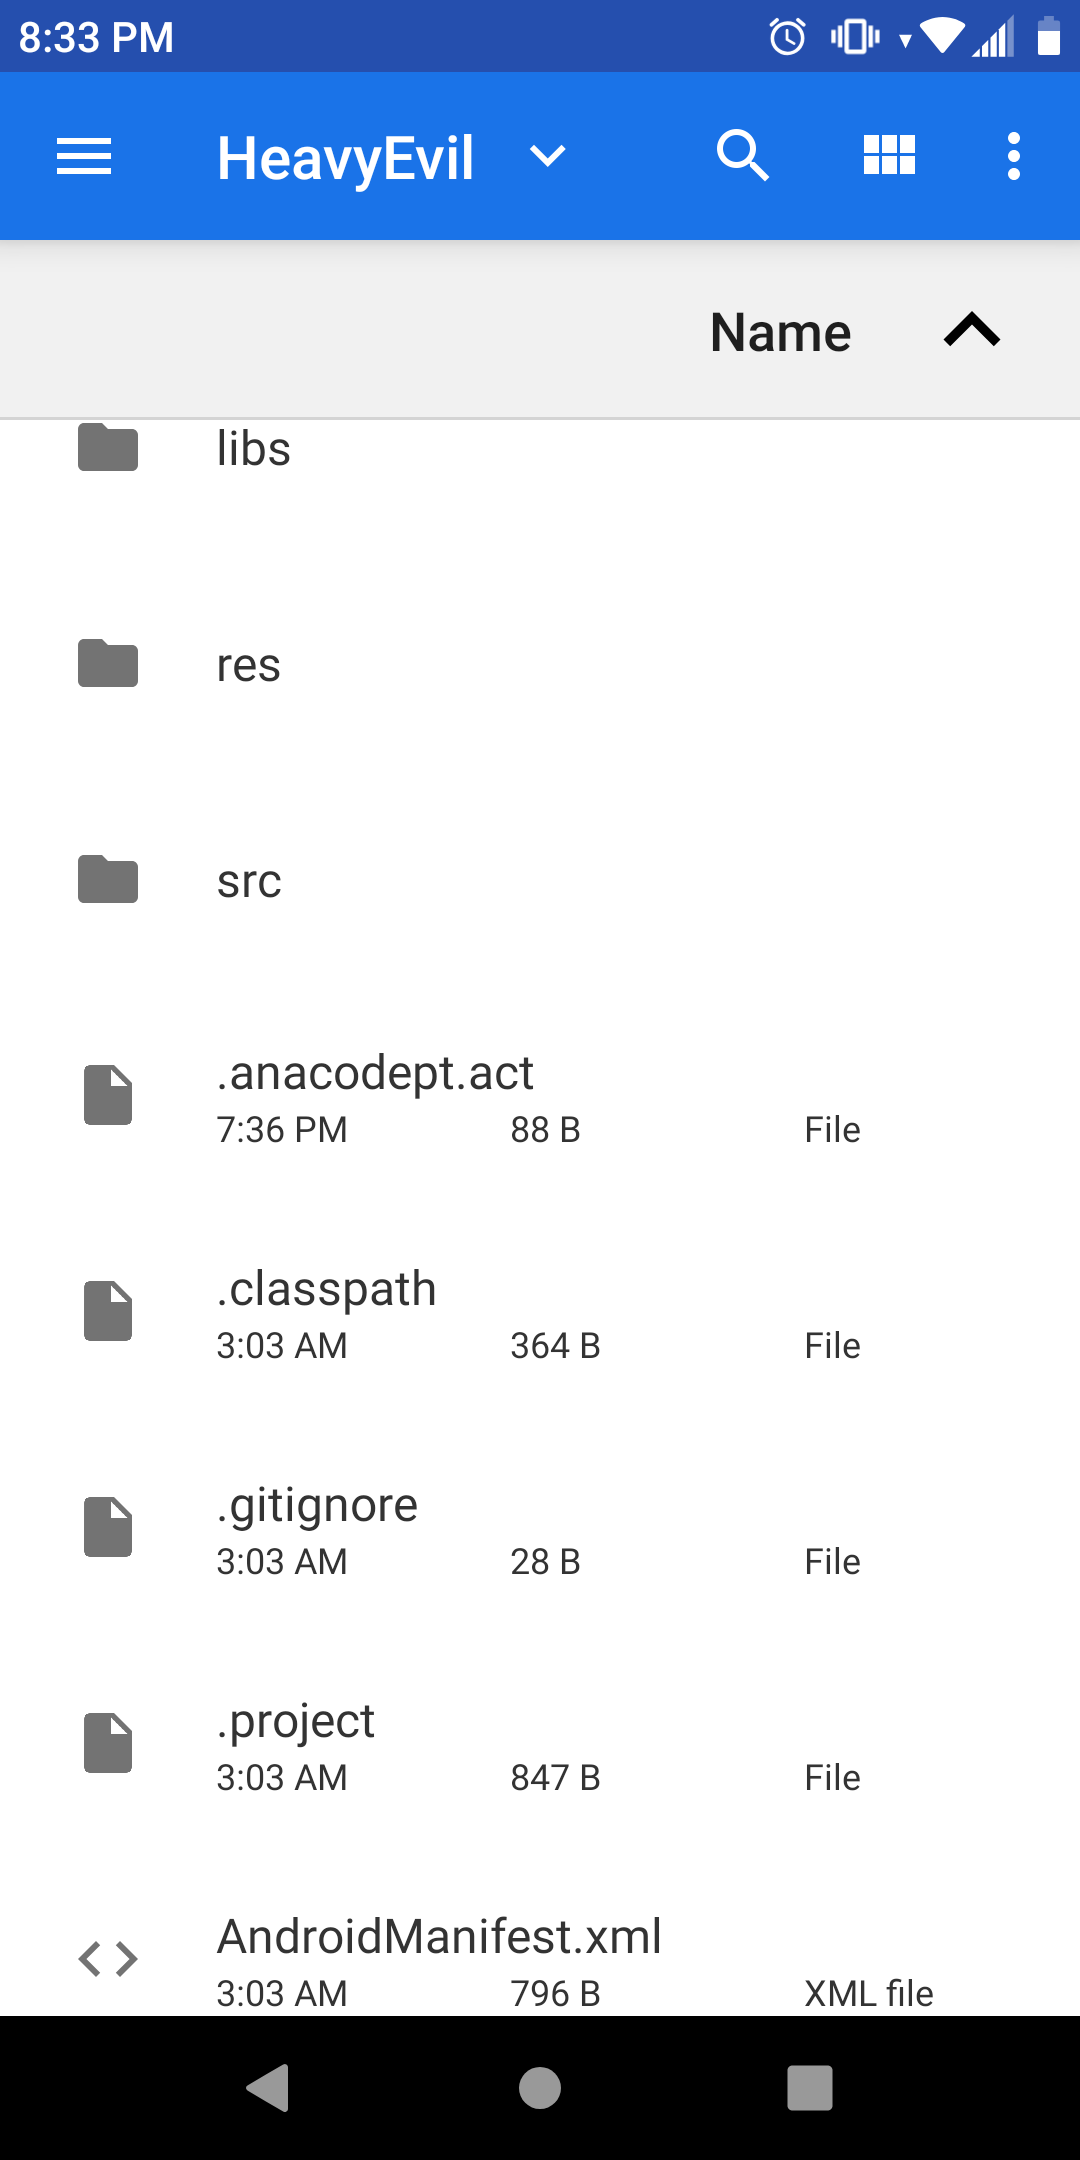 8:33 PM
HeavyEvil
Name
libs
res
src
.anacodept.act
7:36 PM 88 B File
.classpath
3:03 AM 364 B File
.gitignore
3:03 AM 28 B File
.project
3:03 AM 847 B File
AndroidManifest.xml
3:03 AM 796 B XML file